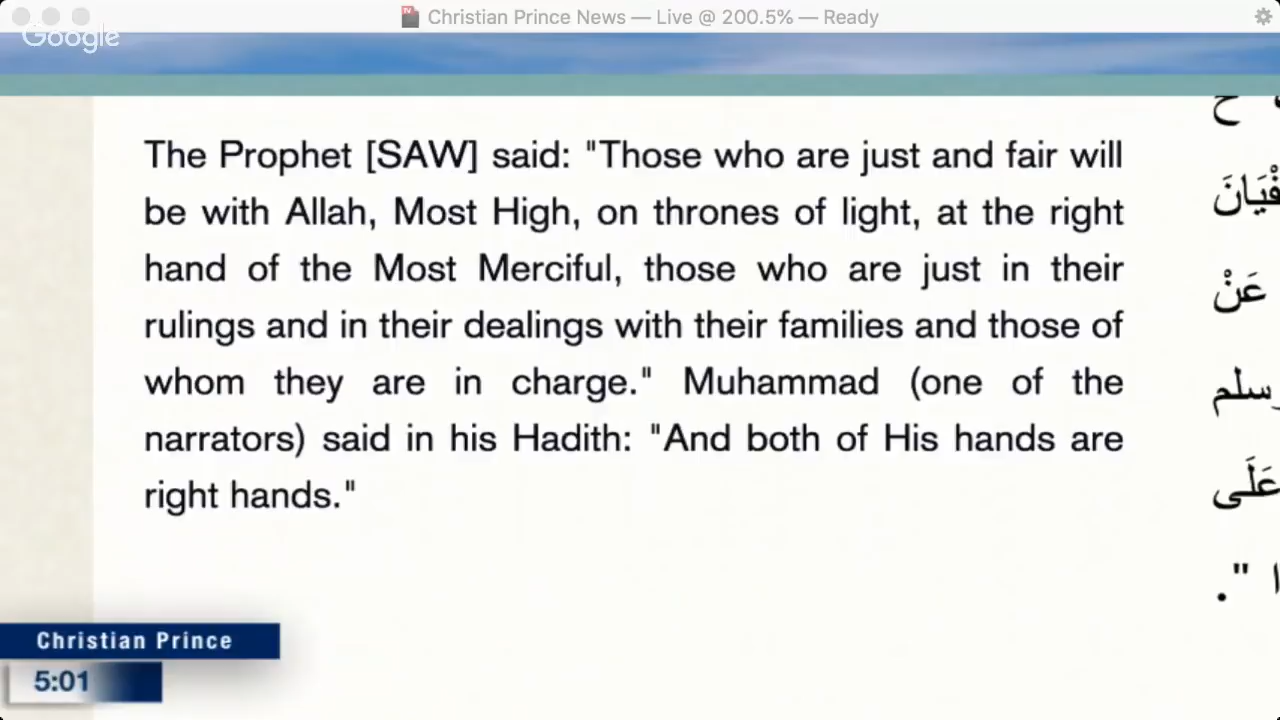 Christian Prince News — Live @ 200.5% — Ready
Google
The Prophet [SAW] said: "Those who are just and fair will
be with Allah, Most High, on thrones of light, at the right
hand of the Most Merciful, those who are just in their
rulings and in their dealings with their families and those of
whom they are in charge." Muhammad (one of the
narrators) said in his Hadith: "And both of His hands are
right hands."
عَنْ
عَلَى
Christian Prince
5:01